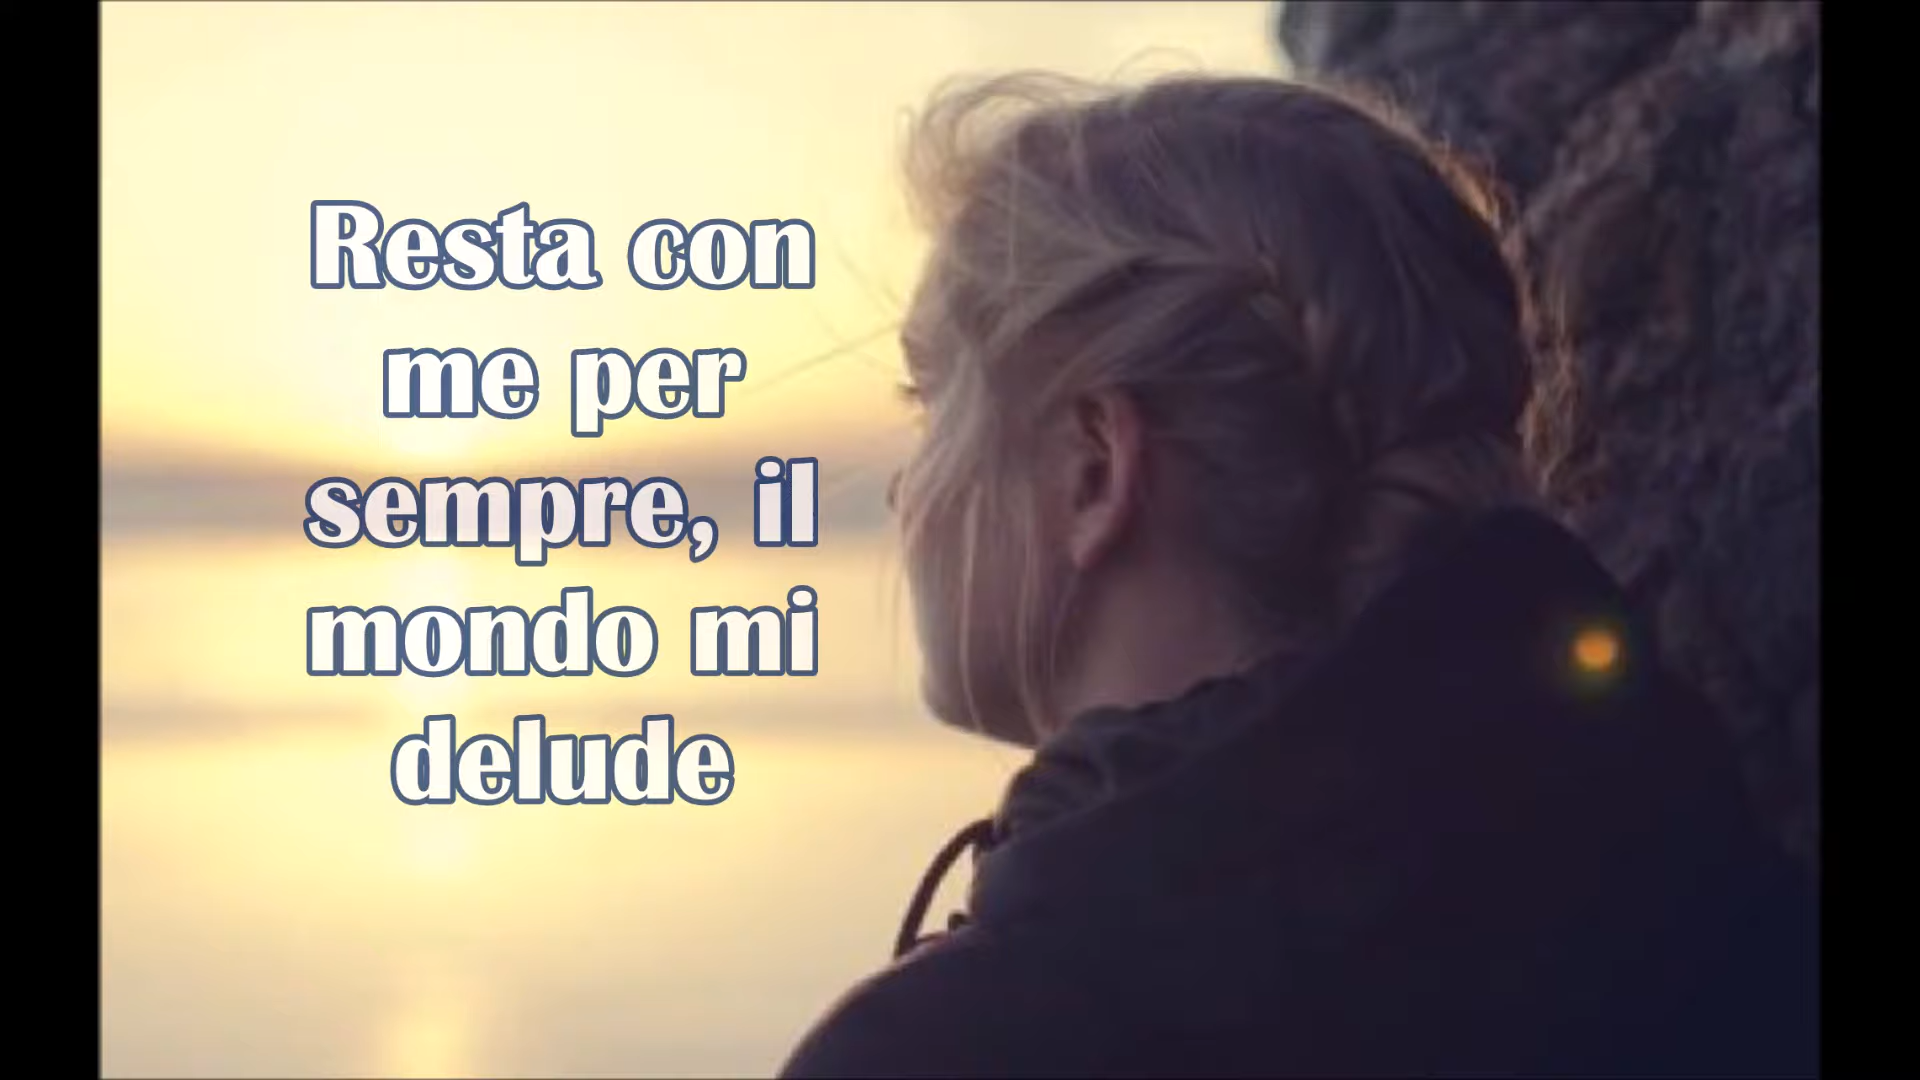 Resta con
me per
sempre, il
mondo mi
delude